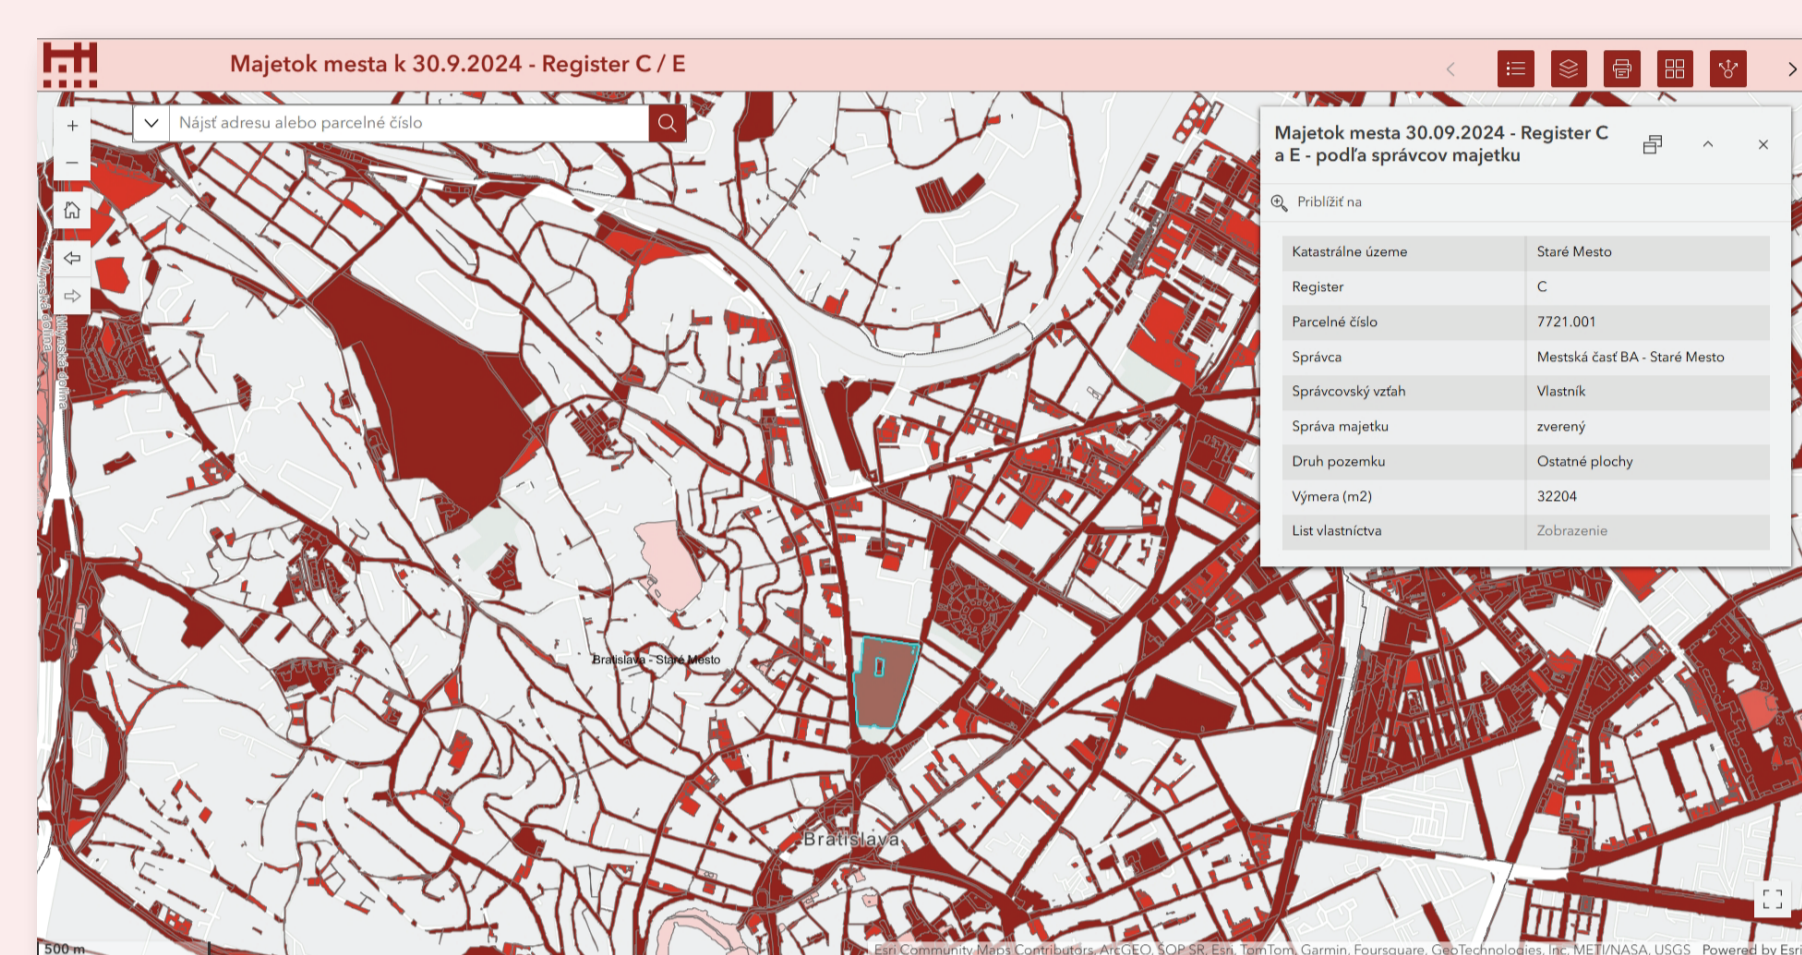 Majetok mesta k 30.9.2024 - Register C / E
Nájsť adresu alebo parcelné číslo
Majetok mesta 30.09.2024 - Register C
a E - podľa správcov majetku
Priblížiť na
Katastrálne územe Staré Mesto
Register C
Parcelné číslo 7721.001
Správca Mestská časť BA - Staré Mesto
Správcovský vzťah Vlastník
Správa majetku zverený
Druh pozemku Ostatné plochy
Výmera (m2) 32204
List vlastníctva Zobrazenie
Mlynská dolina
Mlynská dolina
Bratislava - Staré Mesto
Bratislava
500 m
Esri Community Maps Contributors, ArcGEO, SOP SR, Esri, TomTom, Garmin, Foursquare, GeoTechnologies, Inc, METI/NASA, USGS Powered by Esri